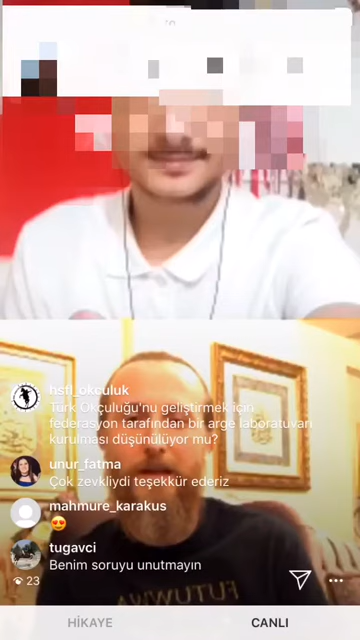 hsfl_okculuk
Türk Okçuluğu'nu geliştirmek için
federasyon tarafından bir arge laboratuvarı
kurulması düşünülüyor mu?
unur_fatma
Çok zevkliydi teşekkür ederiz
mahmure_karakus
😍
tugavci
Benim soruyu unutmayın
23
HİKAYE
CANLI